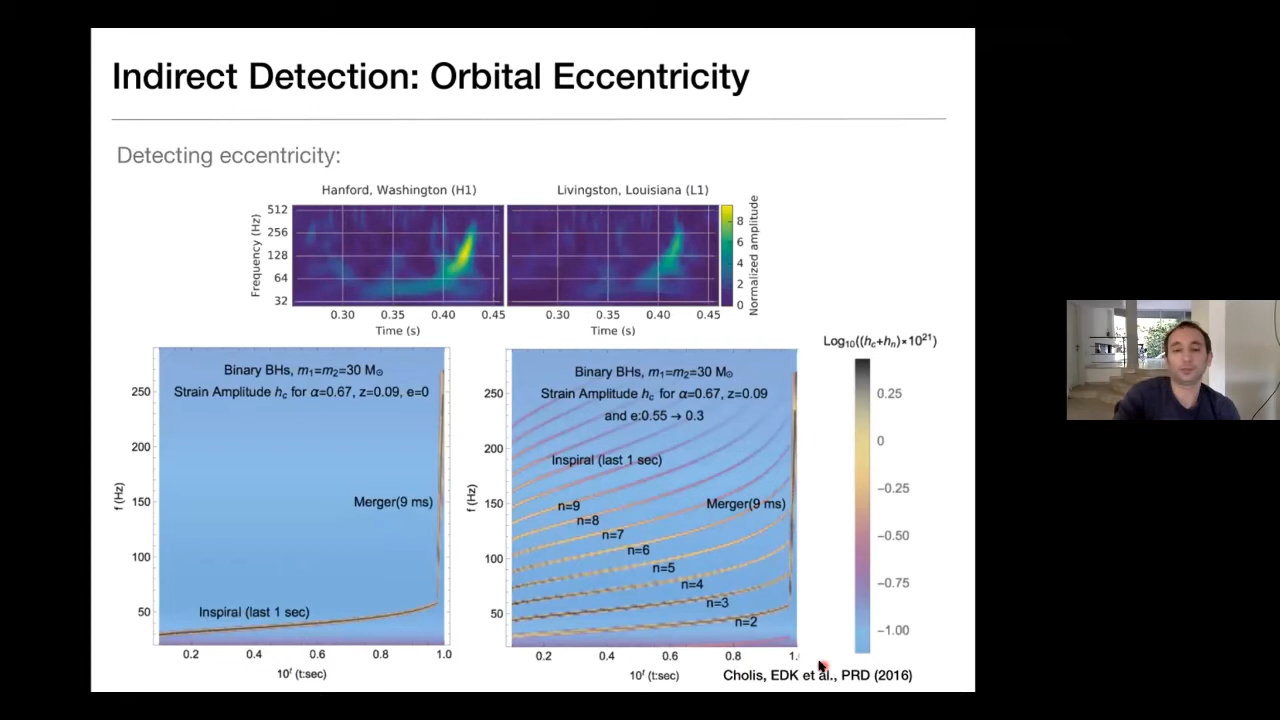 Indirect Detection: Orbital Eccentricity
Detecting eccentricity:
Hanford, Washington (H1)
Livingston, Louisiana (L1)
Frequency (Hz)
512
256
128
64
32
0.30 0.35 0.40 0.45
Time (s)
0.30 0.35 0.40 0.45
Time (s)
8
6
4
2
0
Normalized amplitude
Binary BHs, m₁=m₂=30 M☉
Strain Amplitude h_c for α=0.67, z=0.09, e=0
Merger(9 ms)
Inspiral (last 1 sec)
f (Hz)
250
200
150
100
50
0.2 0.4 0.6 0.8 1.0
10^t (t:sec)
Binary BHs, m₁=m₂=30 M☉
Strain Amplitude h_c for α=0.67, z=0.09
and e:0.55 → 0.3
Inspiral (last 1 sec)
Merger(9 ms)
n=9
n=8
n=7
n=6
n=5
n=4
n=3
n=2
f (Hz)
250
200
150
100
50
0.2 0.4 0.6 0.8 1.
10^t (t:sec)
Log₁₀((h_c+h_n)×10²¹)
0.25
0
−0.25
−0.50
−0.75
−1.00
Cholis, EDK et al., PRD (2016)